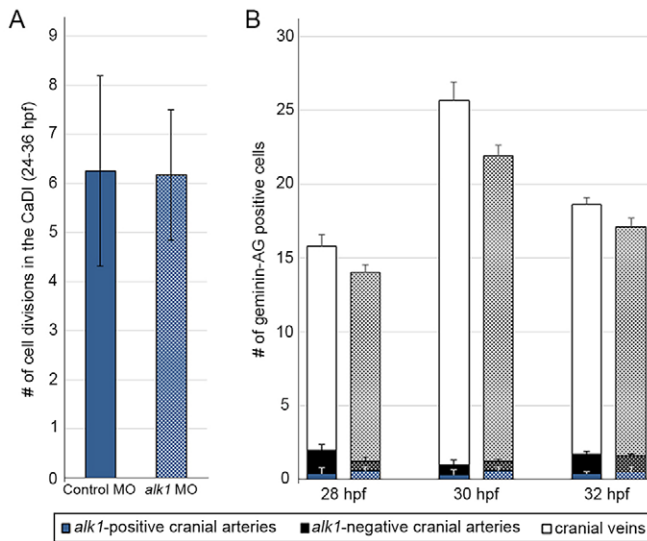 A
# of cell divisions in the CaDI (24-36 hpf)
9
8
7
6
5
4
3
2
1
0
Control MO
alk1 MO
B
# of geminin-AG positive cells
30
25
20
15
10
5
0
28 hpf
30 hpf
32 hpf
alk1-positive cranial arteries
alk1-negative cranial arteries
cranial veins